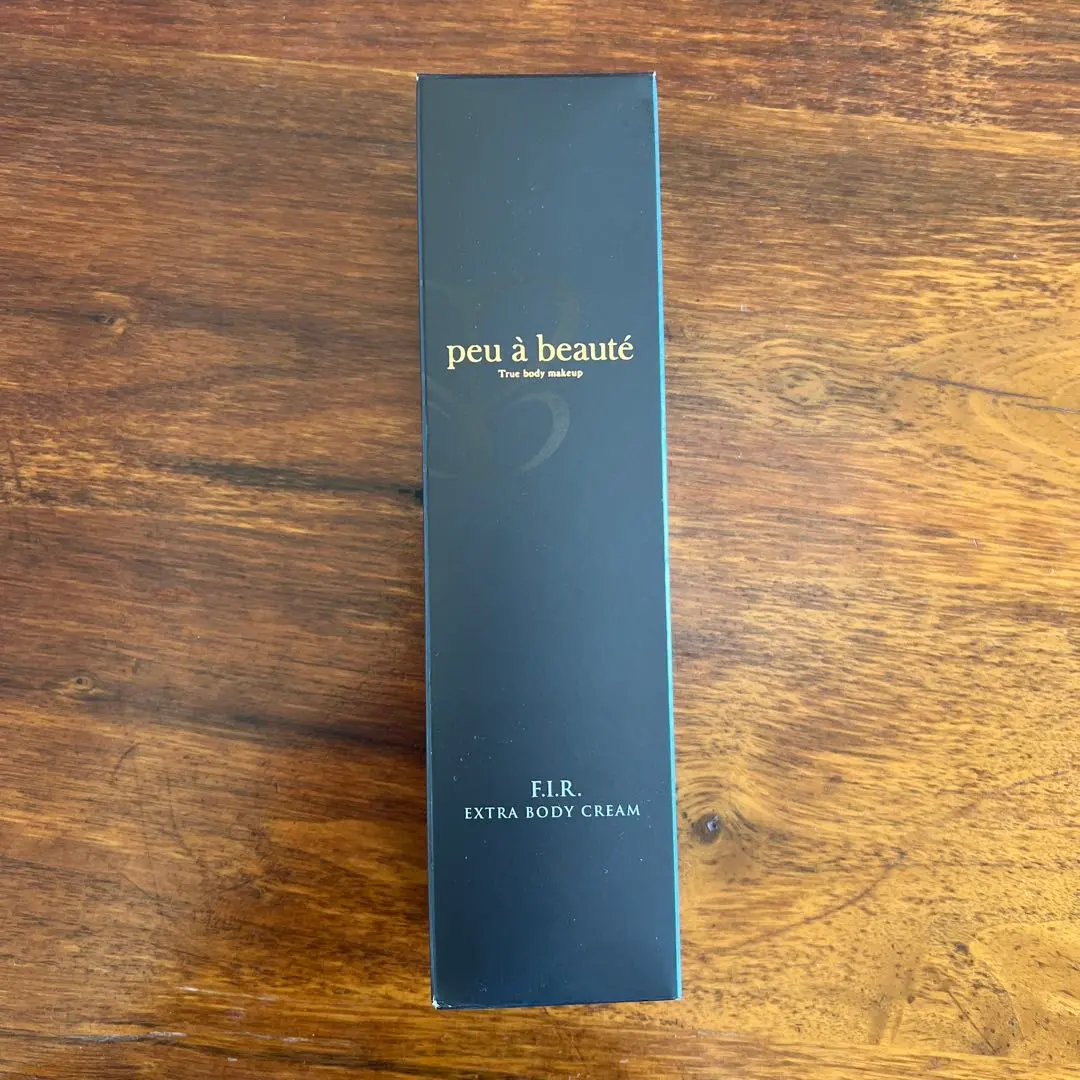 peu à beauté
True body makeup
F.I.R.
EXTRA BODY CREAM